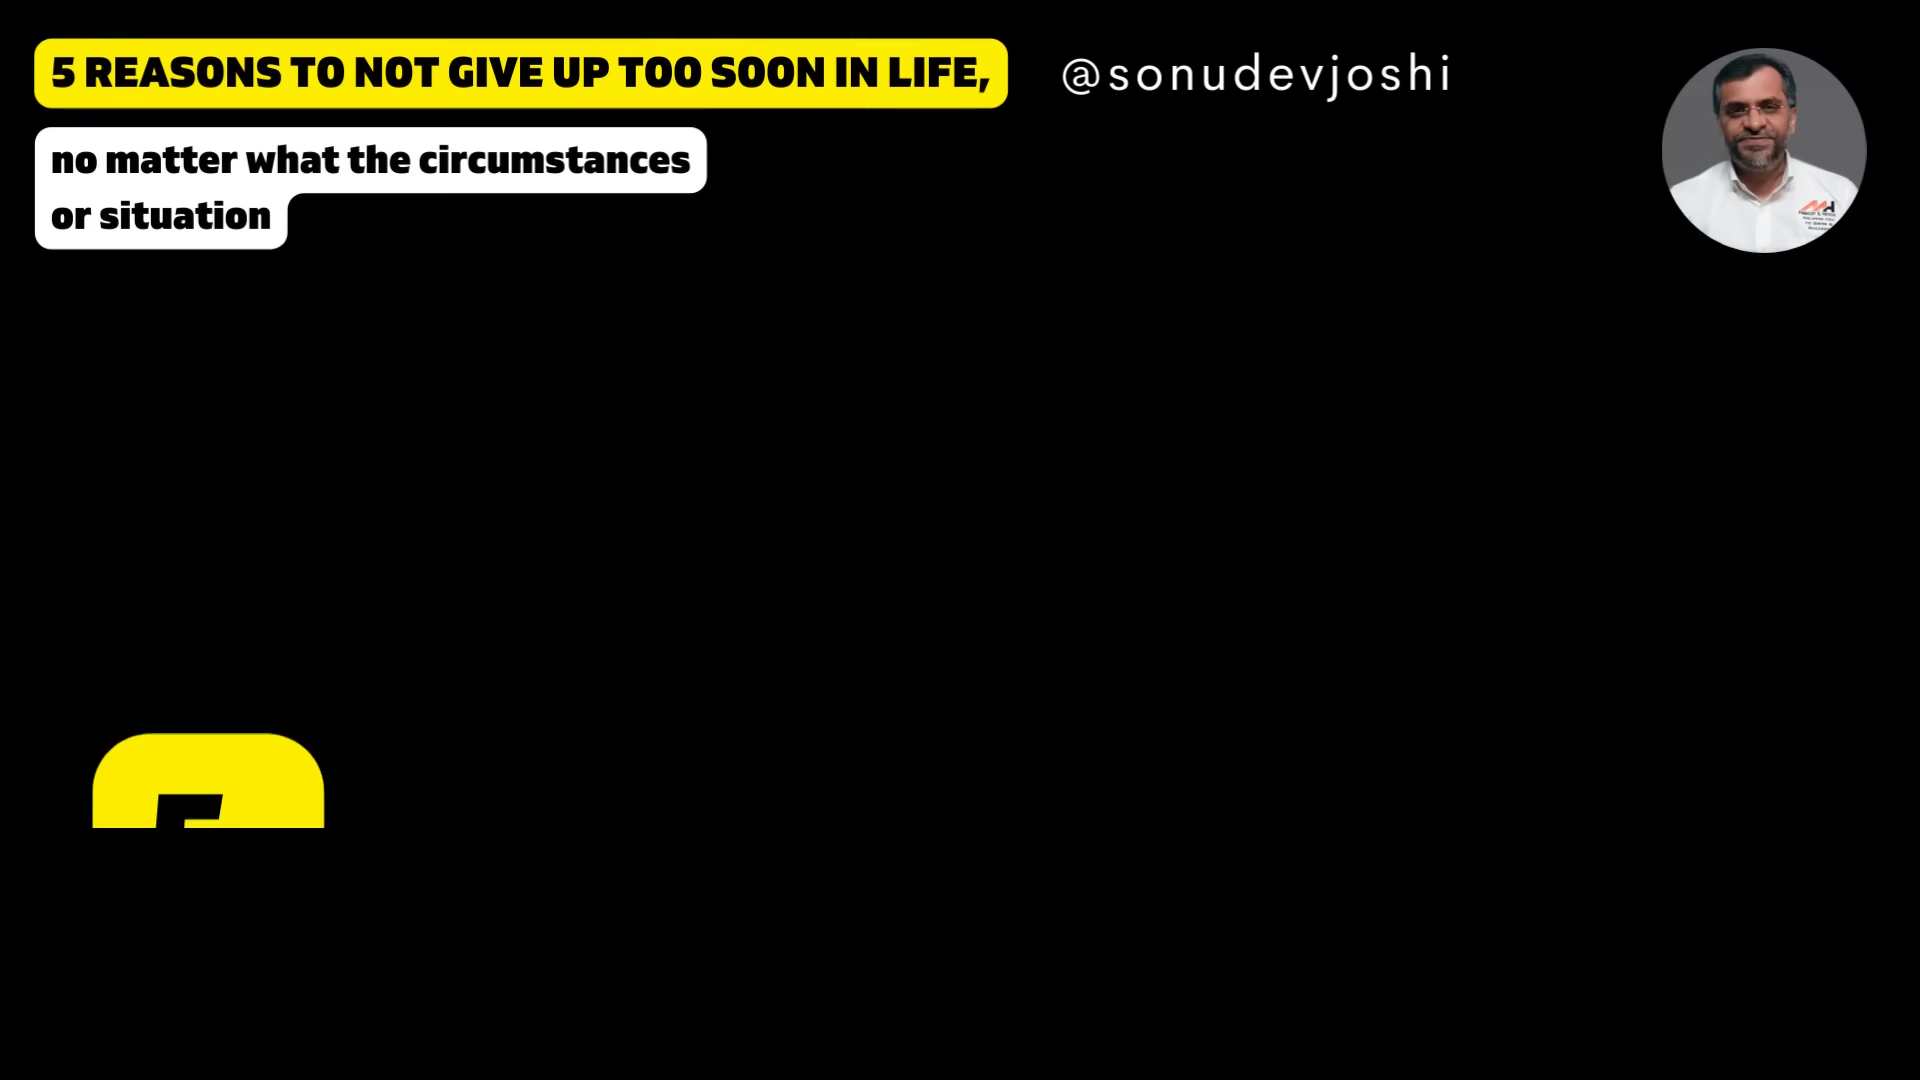 5 REASONS TO NOT GIVE UP TOO SOON IN LIFE,
@sonudevjoshi
no matter what the circumstances
or situation